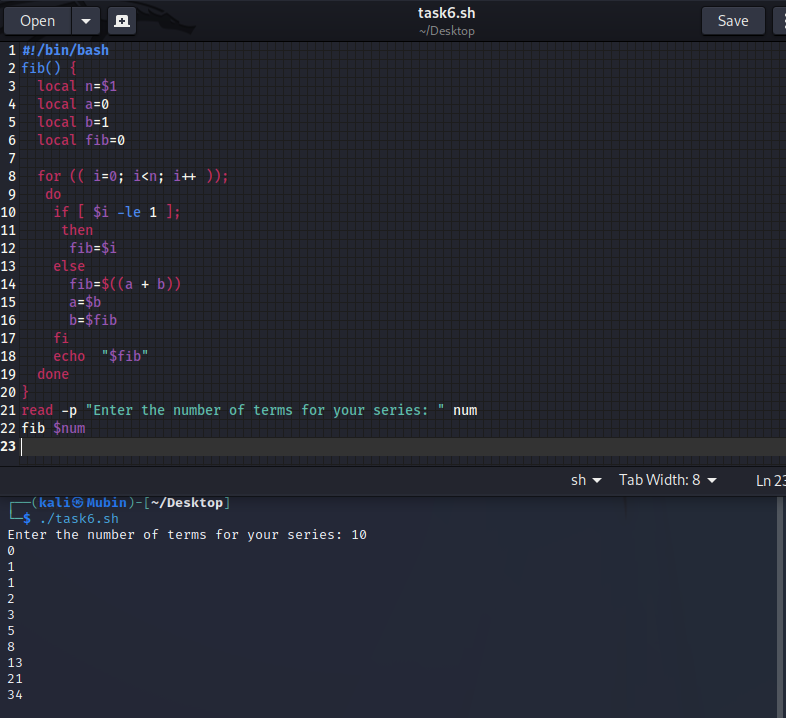 Open
task6.sh
~/Desktop
Save
1 #!/bin/bash
2 fib() {
3   local n=$1
4   local a=0
5   local b=1
6   local fib=0
7
8   for (( i=0; i<n; i++ ));
9    do
10     if [ $i -le 1 ];
11      then
12       fib=$i
13     else
14       fib=$((a + b))
15       a=$b
16       b=$fib
17     fi
18     echo  "$fib"
19   done
20 }
21 read -p "Enter the number of terms for your series: " num
22 fib $num
23
sh Tab Width: 8 Ln 23
┌──(kali㉿Mubin)-[~/Desktop]
└─$ ./task6.sh
Enter the number of terms for your series: 10
0
1
1
2
3
5
8
13
21
34